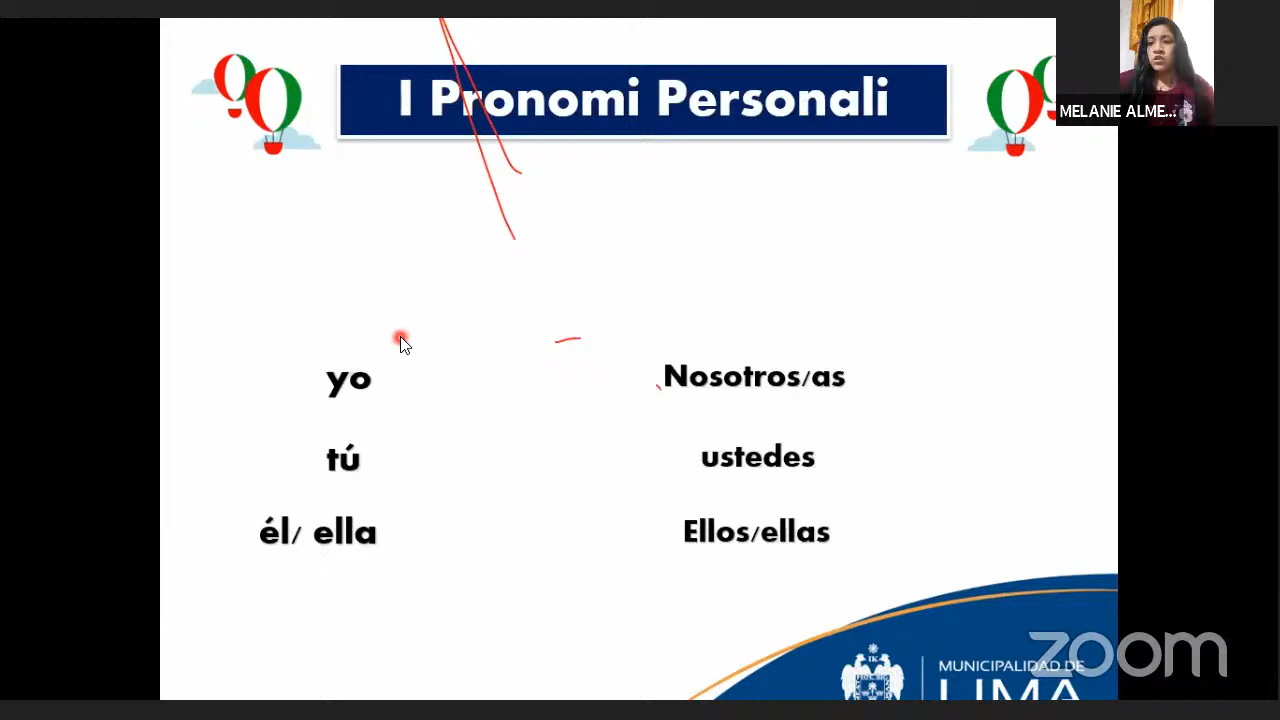 I Pronomi Personali
MELANIE ALME...
yo
Nosotros/as
tú
ustedes
él/ ella
Ellos/ellas
zoom
MUNICIPALIDAD DE
LIMA